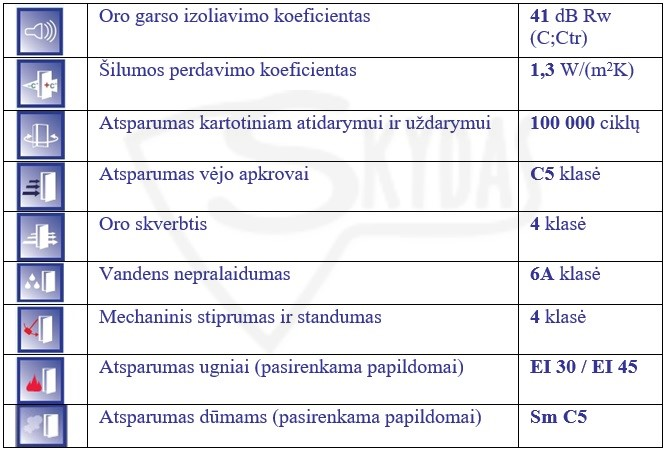 Oro garso izoliavimo koeficientas
41 dB Rw
(C;Ctr)
Šilumos perdavimo koeficientas
1,3 W/(m²K)
Atsparumas kartotiniam atidarymui ir uždarymui
100 000 ciklų
Atsparumas vėjo apkrovai
C5 klasė
Oro skverbtis
4 klasė
Vandens nepralaidumas
6A klasė
Mechaninis stiprumas ir standumas
4 klasė
Atsparumas ugniai (pasirenkama papildomai)
EI 30 / EI 45
Atsparumas dūmams (pasirenkama papildomai)
Sm C5
SKYDAS